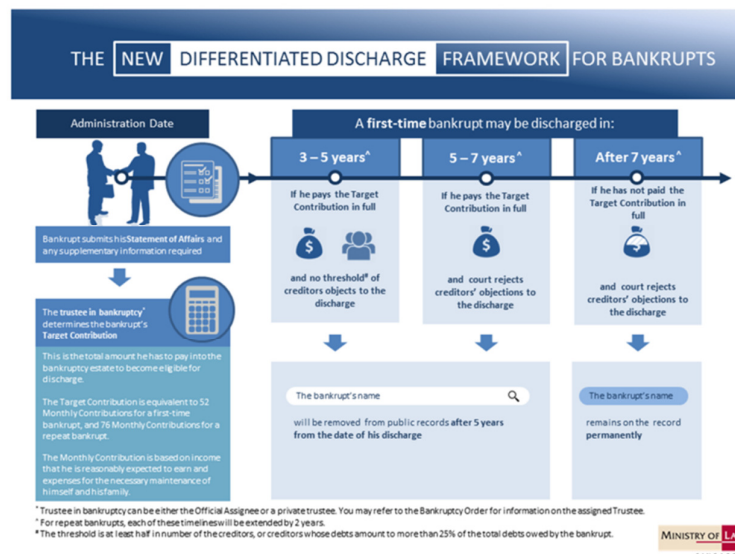 THE NEW DIFFERENTIATED DISCHARGE FRAMEWORK FOR BANKRUPTS
Administration Date
Bankrupt submits his Statement of Affairs and
any supplementary information required
The trustee in bankruptcy*
determines the bankrupt's
Target Contribution
This is the total amount he has to pay into the
bankruptcy estate to become eligible for
discharge.
The Target Contribution is equivalent to 52
Monthly Contributions for a first-time
bankrupt, and 76 Monthly Contributions for a
repeat bankrupt.
The Monthly Contribution is based on income
that he is reasonably expected to earn and
expenses for the necessary maintenance of
himself and his family.
A first-time bankrupt may be discharged in:
3 – 5 years^
If he pays the Target
Contribution in full
$
and no threshold# of
creditors objects to the
discharge
5 – 7 years^
If he pays the Target
Contribution in full
$
and court rejects
creditors' objections to
the discharge
After 7 years^
If he has not paid the
Target Contribution in
full
$
and court rejects
creditors' objections to
the discharge
The bankrupt's name
will be removed from public records after 5 years
from the date of his discharge
The bankrupt's name
remains on the record
permanently
* Trustee in bankruptcy can be either the Official Assignee or a private trustee. You may refer to the Bankruptcy Order for information on the assigned Trustee.
^ For repeat bankrupts, each of these timelines will be extended by 2 years.
# The threshold is at least half in number of the creditors, or creditors whose debts amount to more than 25% of the total debts owed by the bankrupt.
MINISTRY OF LA